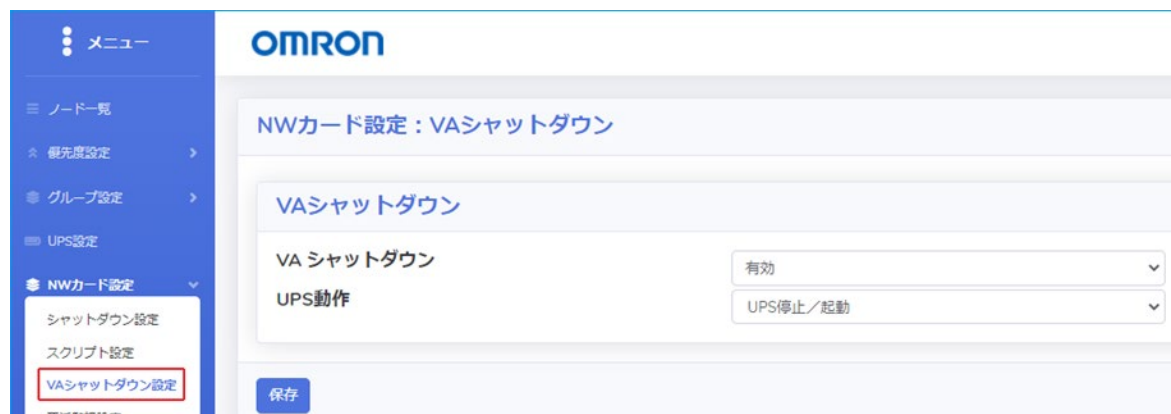 メニュー
OMRON
ノード一覧
NWカード設定：VAシャットダウン
優先度設定
グループ設定
VAシャットダウン
UPS設定
VA シャットダウン
有効
NWカード設定
UPS動作
UPS停止／起動
シャットダウン設定
スクリプト設定
VAシャットダウン設定
保存